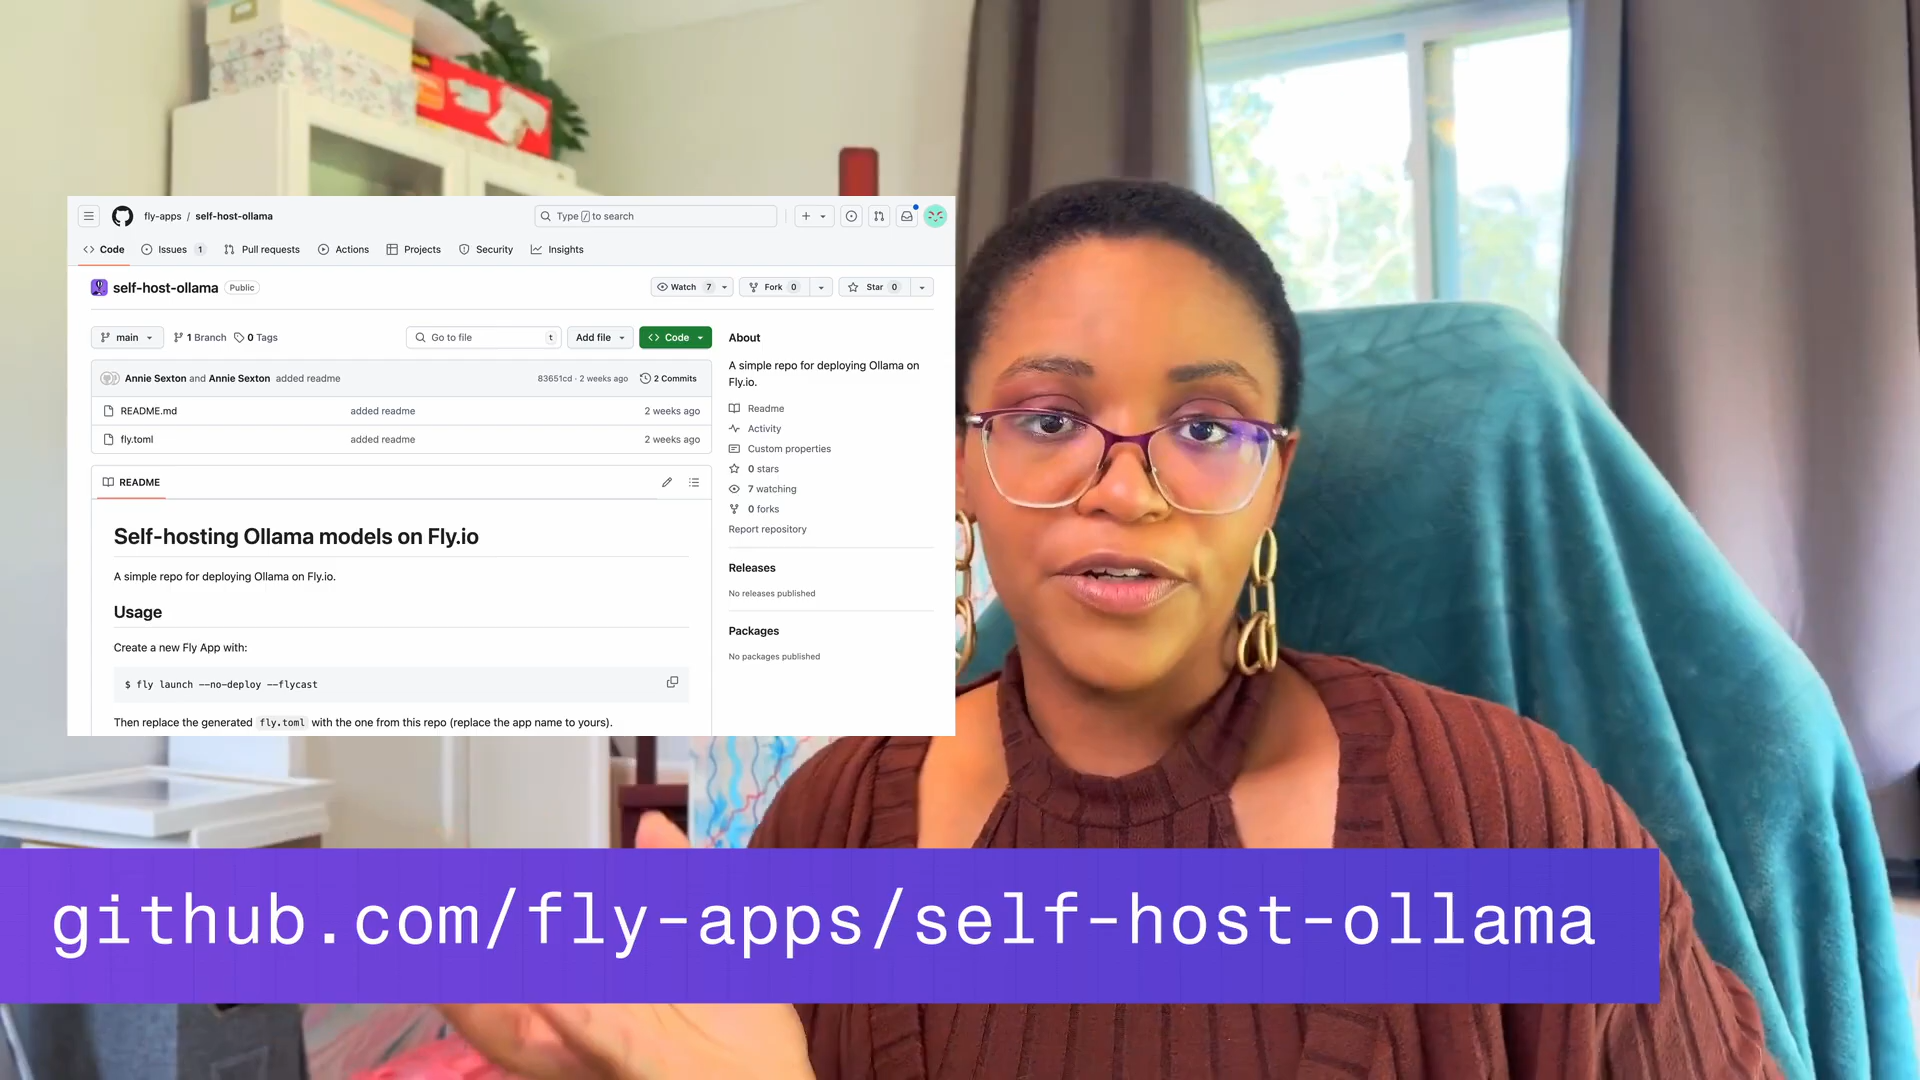 fly-apps / self-host-ollama
Type / to search
Code
Issues 1
Pull requests
Actions
Projects
Security
Insights
self-host-ollama Public
Watch 7
Fork 0
Star 0
main
1 Branch
0 Tags
Go to file t
Add file
Code
Annie Sexton and Annie Sexton added readme 83651cd · 2 weeks ago 2 Commits
README.md added readme 2 weeks ago
fly.toml added readme 2 weeks ago
README
Self-hosting Ollama models on Fly.io
A simple repo for deploying Ollama on Fly.io.
Usage
Create a new Fly App with:
$ fly launch --no-deploy --flycast
Then replace the generated fly.toml with the one from this repo (replace the app name to yours).
About
A simple repo for deploying Ollama on
Fly.io.
Readme
Activity
Custom properties
0 stars
7 watching
0 forks
Report repository
Releases
No releases published
Packages
No packages published
github.com/fly-apps/self-host-ollama